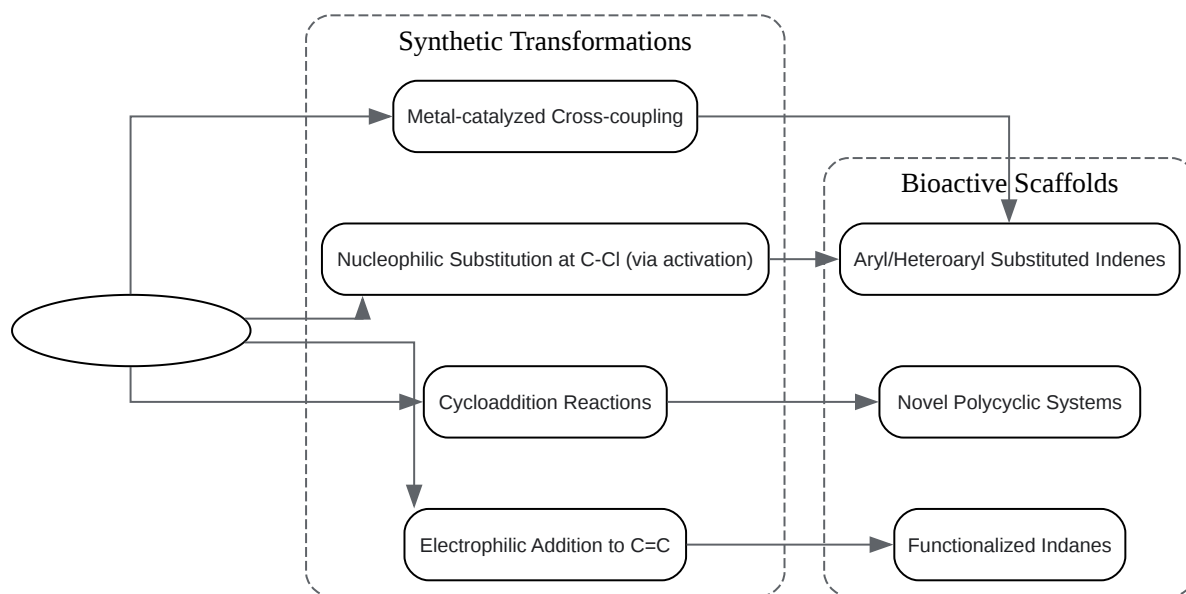 Synthetic Transformations
Metal-catalyzed Cross-coupling
Nucleophilic Substitution at C-Cl (via activation)
Cycloaddition Reactions
Electrophilic Addition to C=C
Bioactive Scaffolds
Aryl/Heteroaryl Substituted Indenes
Novel Polycyclic Systems
Functionalized Indanes